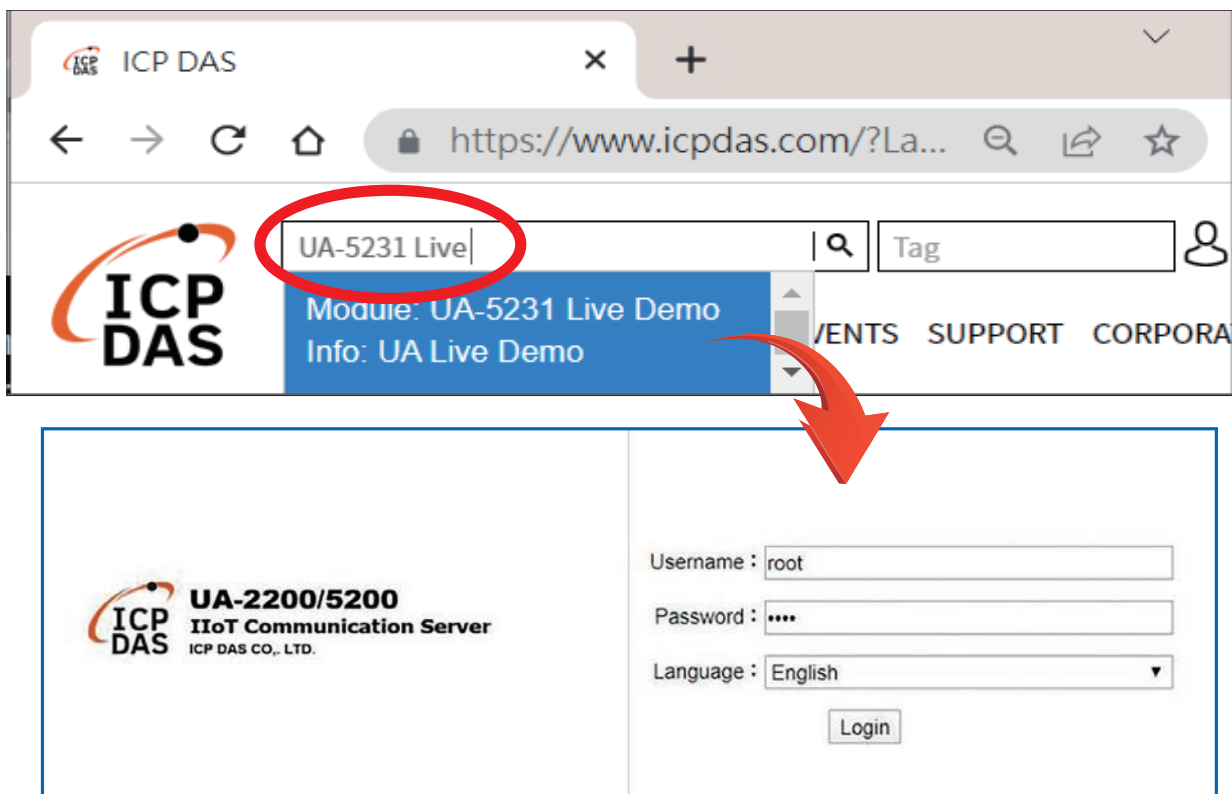 ICP DAS
https://www.icpdas.com/?La...
UA-5231 Live
Tag
ICP
DAS
Module: UA-5231 Live Demo
Info: UA Live Demo
VENTS SUPPORT CORPORA
ICP
DAS
UA-2200/5200
IIoT Communication Server
ICP DAS CO,. LTD.
Username : root
Password : ••••
Language : English
Login